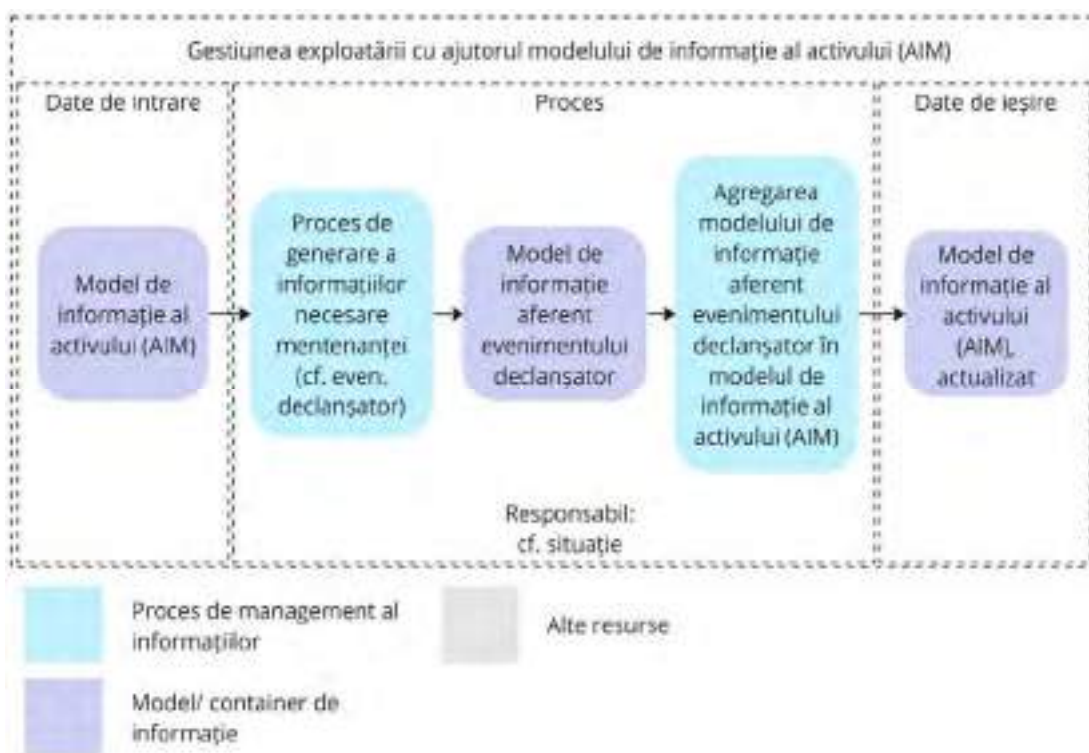 Gestiunea exploatării cu ajutorul modelului de informație al activului (AIM)
Date de intrare
Proces
Date de ieșire
Model de
informație al
activului (AIM)
Proces de
generare a
informațiilor
necesare
mentenanței
(cf. even.
declanșator)
Model de
informație
aferent
evenimentului
declanșator
Agregarea
modelului de
informație
aferent
evenimentului
declanșator în
modelul de
informație al
activului (AIM)
Model de
informație al
activului
(AIM),
actualizat
Responsabil:
cf. situație
Proces de management al
informațiilor
Alte resurse
Model/ container de
informație